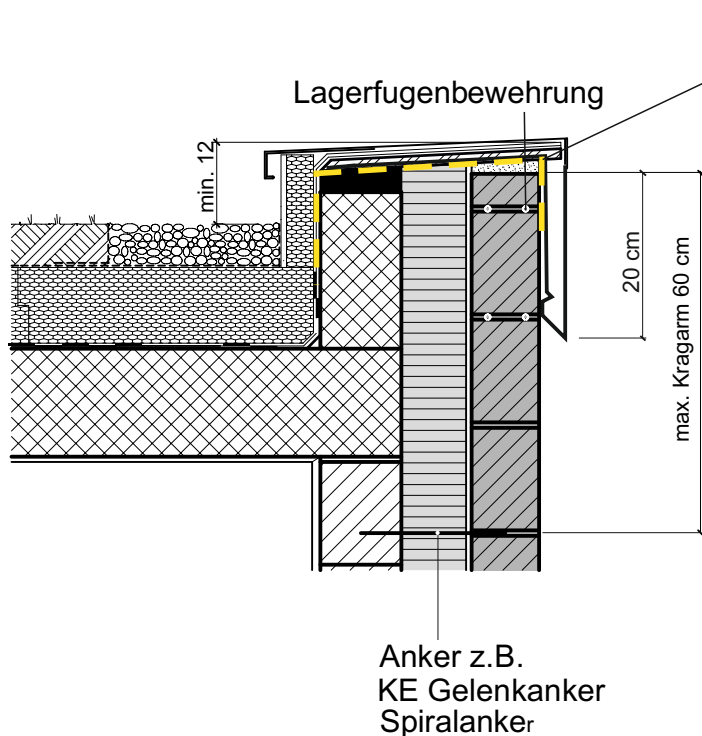 Lagerfugenbewehrung
min. 12
20 cm
max. Kragarm 60 cm
Anker z.B.
KE Gelenkanker
Spiralanker